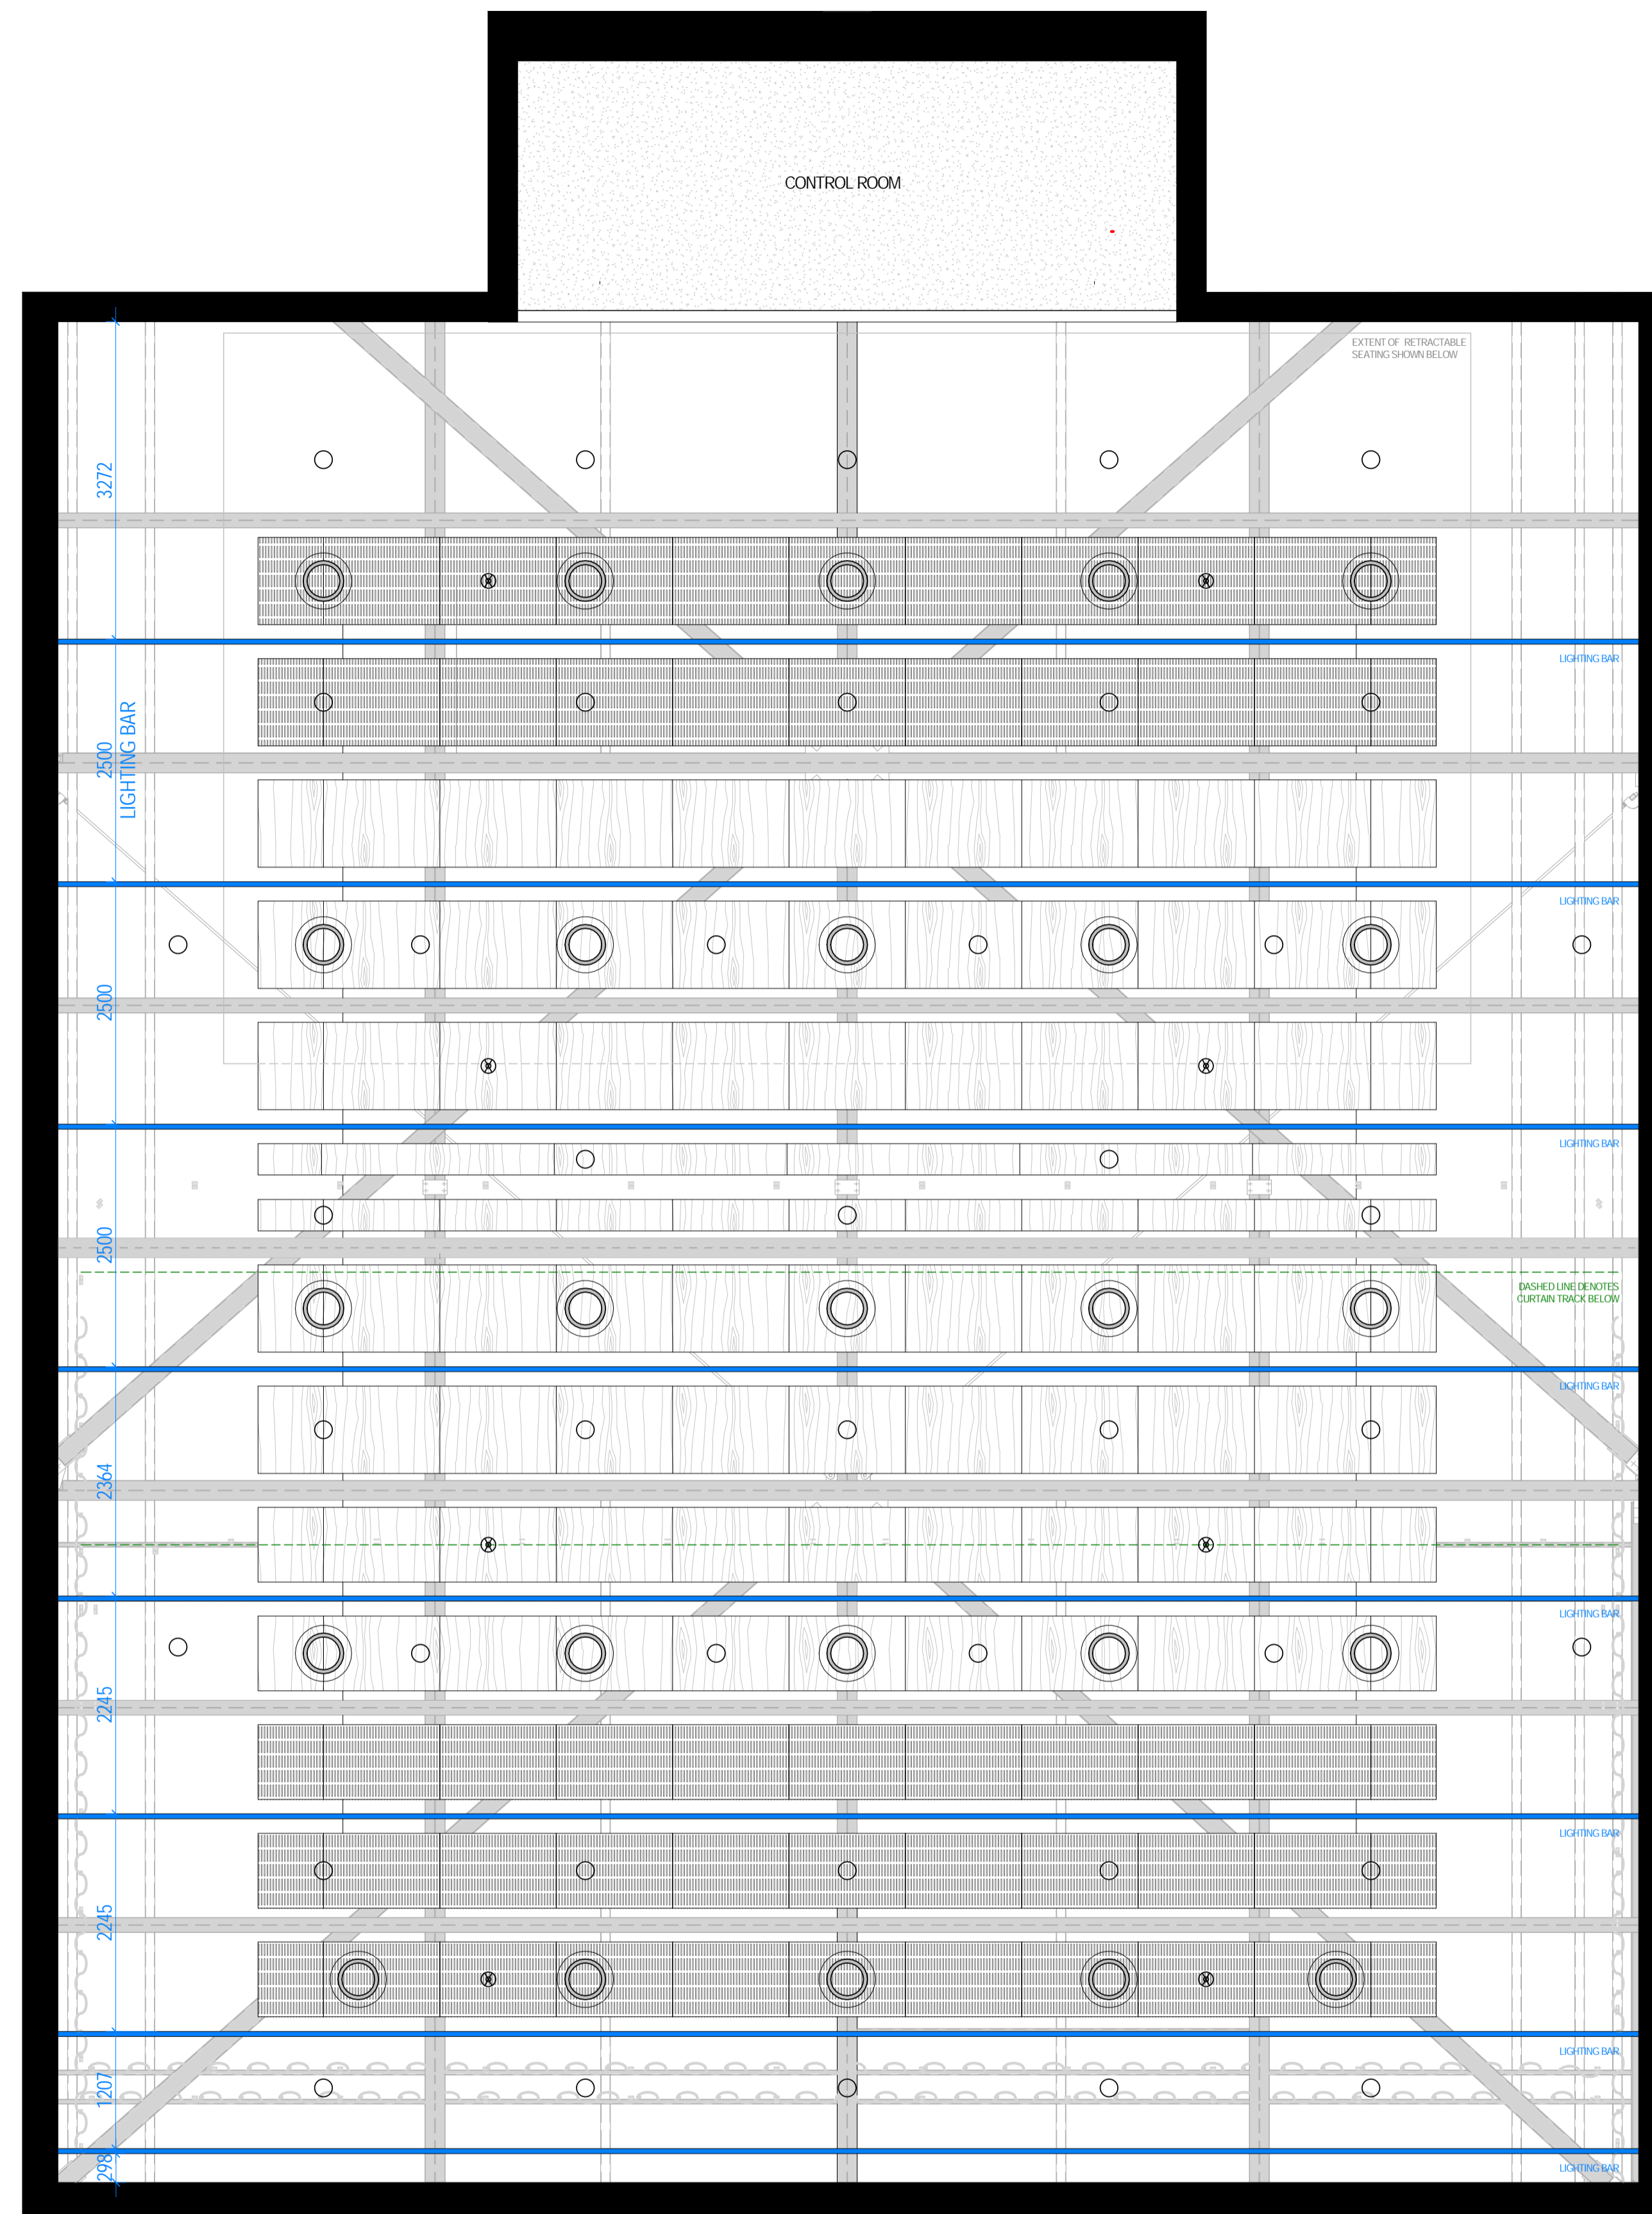 CONTROL ROOM
EXTENT OF RETRACTABLE
SEATING SHOWN BELOW
3272
LIGHTING BAR
2500
LIGHTING BAR
LIGHTING BAR
2500
LIGHTING BAR
2500
DASHED LINE DENOTES
CURTAIN TRACK BELOW
LIGHTING BAR
2364
LIGHTING BAR
2245
LIGHTING BAR
2245
LIGHTING BAR
1207
298
LIGHTING BAR